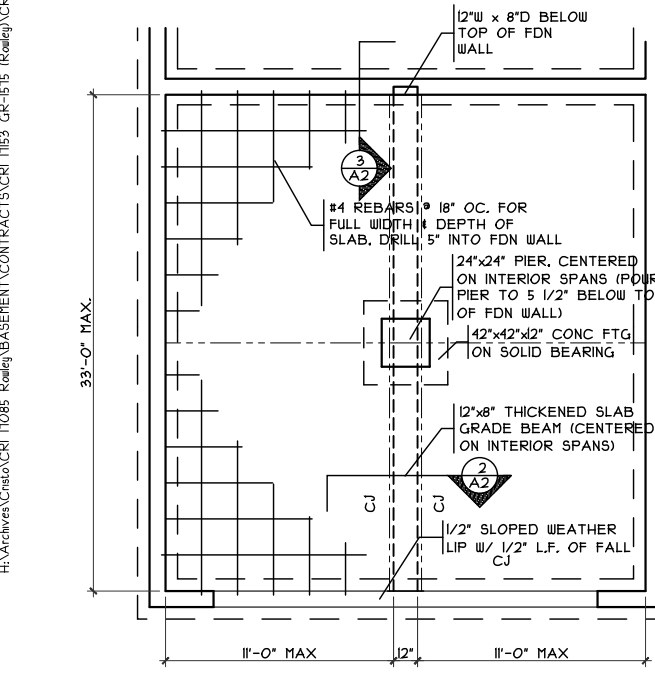 12"W x 8"D BELOW
TOP OF FDN
WALL
3
A2
#4 REBARS @ 18" OC. FOR
FULL WIDTH & DEPTH OF
SLAB. DRILL 5" INTO FDN WALL
24"x24" PIER, CENTERED
ON INTERIOR SPANS (POUR
PIER TO 5 1/2" BELOW TO
OF FDN WALL)
42"x42"x12" CONC FTG
ON SOLID BEARING
33'-0" MAX.
12"x8" THICKENED SLAB
GRADE BEAM (CENTERED
ON INTERIOR SPANS)
2
A2
CJ
CJ
1/2" SLOPED WEATHER
LIP W/ 1/2" L.F. OF FALL
CJ
11'-0" MAX
12"
11'-0" MAX
H:\Archives\Cristo\CRI 17085 Rowley\BASEMENT\CONTRACTS\CRI 17153 GR-1515 (Rowley)\CR